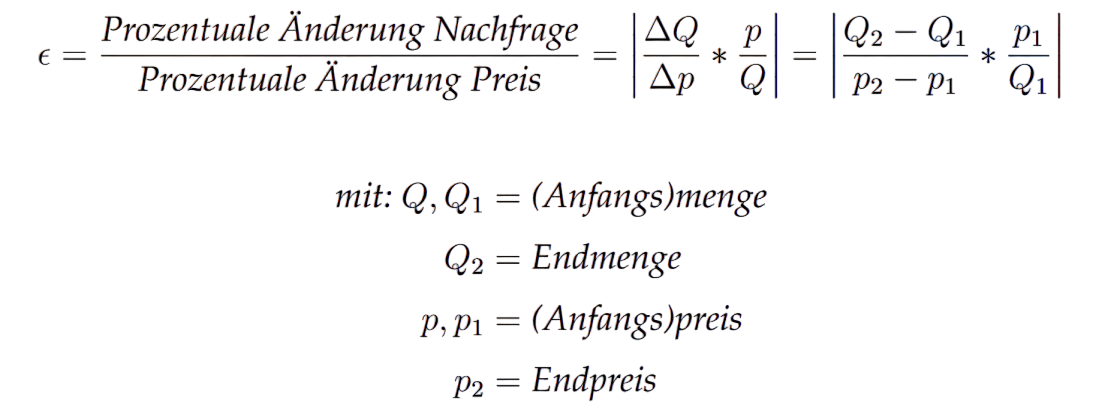 ϵ = Prozentuale Änderung Nachfrage / Prozentuale Änderung Preis = |ΔQ/Δp * p/Q| = |(Q₂ − Q₁)/(p₂ − p₁) * p₁/Q₁|
mit: Q, Q₁ = (Anfangs)menge
Q₂ = Endmenge
p, p₁ = (Anfangs)preis
p₂ = Endpreis